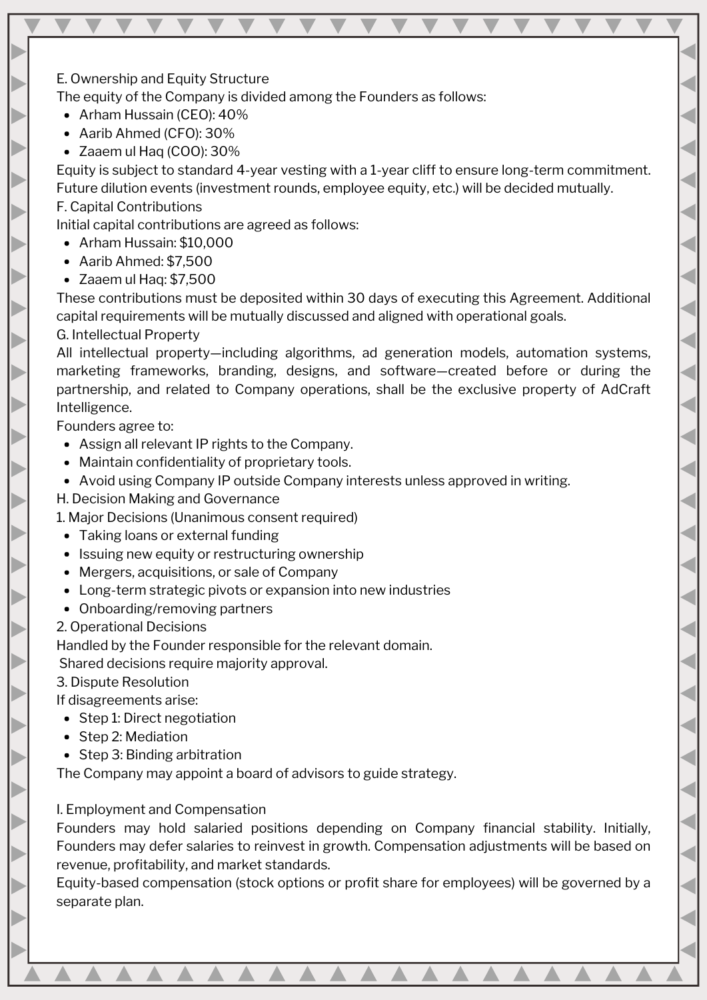 E. Ownership and Equity Structure
The equity of the Company is divided among the Founders as follows:
• Arham Hussain (CEO): 40%
• Aarib Ahmed (CFO): 30%
• Zaaem ul Haq (COO): 30%
Equity is subject to standard 4-year vesting with a 1-year cliff to ensure long-term commitment.
Future dilution events (investment rounds, employee equity, etc.) will be decided mutually.
F. Capital Contributions
Initial capital contributions are agreed as follows:
• Arham Hussain: $10,000
• Aarib Ahmed: $7,500
• Zaaem ul Haq: $7,500
These contributions must be deposited within 30 days of executing this Agreement. Additional
capital requirements will be mutually discussed and aligned with operational goals.
G. Intellectual Property
All intellectual property—including algorithms, ad generation models, automation systems,
marketing frameworks, branding, designs, and software—created before or during the
partnership, and related to Company operations, shall be the exclusive property of AdCraft
Intelligence.
Founders agree to:
• Assign all relevant IP rights to the Company.
• Maintain confidentiality of proprietary tools.
• Avoid using Company IP outside Company interests unless approved in writing.
H. Decision Making and Governance
1. Major Decisions (Unanimous consent required)
• Taking loans or external funding
• Issuing new equity or restructuring ownership
• Mergers, acquisitions, or sale of Company
• Long-term strategic pivots or expansion into new industries
• Onboarding/removing partners
2. Operational Decisions
Handled by the Founder responsible for the relevant domain.
Shared decisions require majority approval.
3. Dispute Resolution
If disagreements arise:
• Step 1: Direct negotiation
• Step 2: Mediation
• Step 3: Binding arbitration
The Company may appoint a board of advisors to guide strategy.
I. Employment and Compensation
Founders may hold salaried positions depending on Company financial stability. Initially,
Founders may defer salaries to reinvest in growth. Compensation adjustments will be based on
revenue, profitability, and market standards.
Equity-based compensation (stock options or profit share for employees) will be governed by a
separate plan.